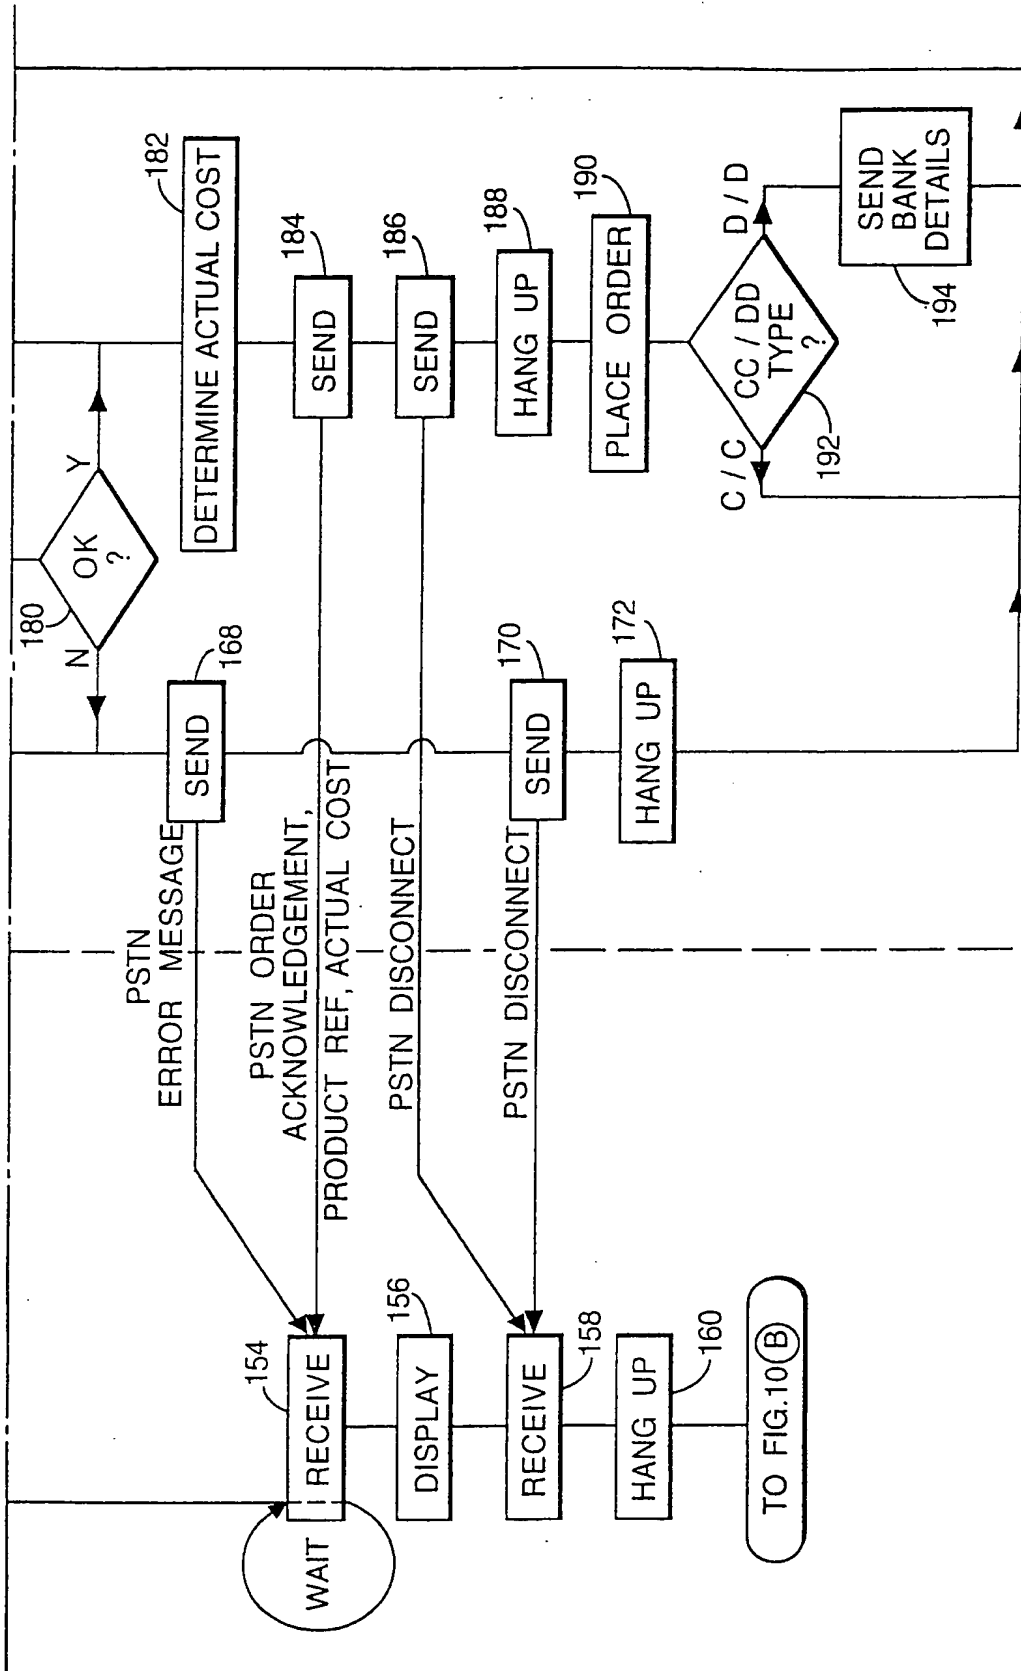 180
OK
?
N
Y
168
SEND
182
DETERMINE ACTUAL COST
PSTN
ERROR MESSAGE
184
SEND
PSTN ORDER
ACKNOWLEDGEMENT,
PRODUCT REF, ACTUAL COST
154
WAIT
RECEIVE
156
DISPLAY
186
SEND
PSTN DISCONNECT
170
SEND
PSTN DISCONNECT
RECEIVE
158
188
HANG UP
172
HANG UP
HANG UP
160
190
PLACE ORDER
TO FIG.10 B
C / C
CC / DD
TYPE
?
D / D
192
SEND
BANK
DETAILS
194